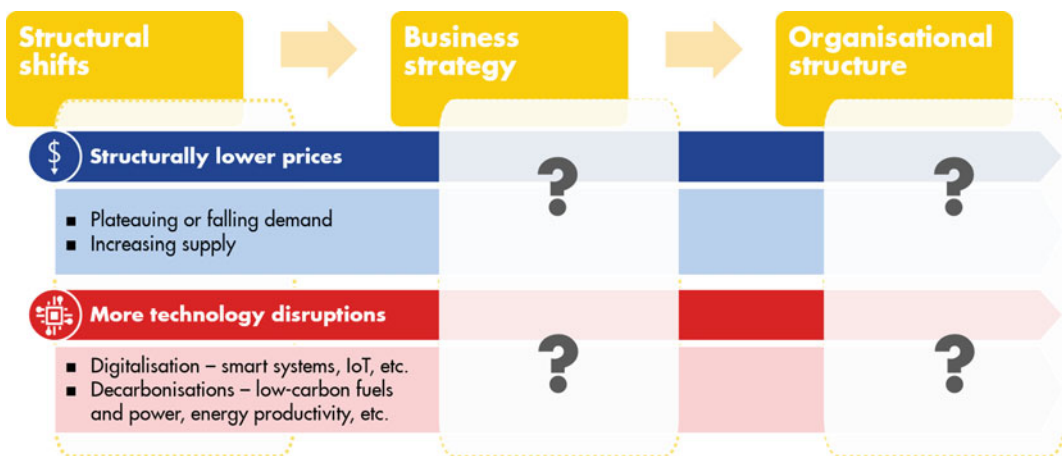 Structural
shifts
Business
strategy
Organisational
structure
$
Structurally lower prices
?
?
■ Plateauing or falling demand
■ Increasing supply
More technology disruptions
?
?
■ Digitalisation – smart systems, IoT, etc.
■ Decarbonisations – low-carbon fuels
and power, energy productivity, etc.